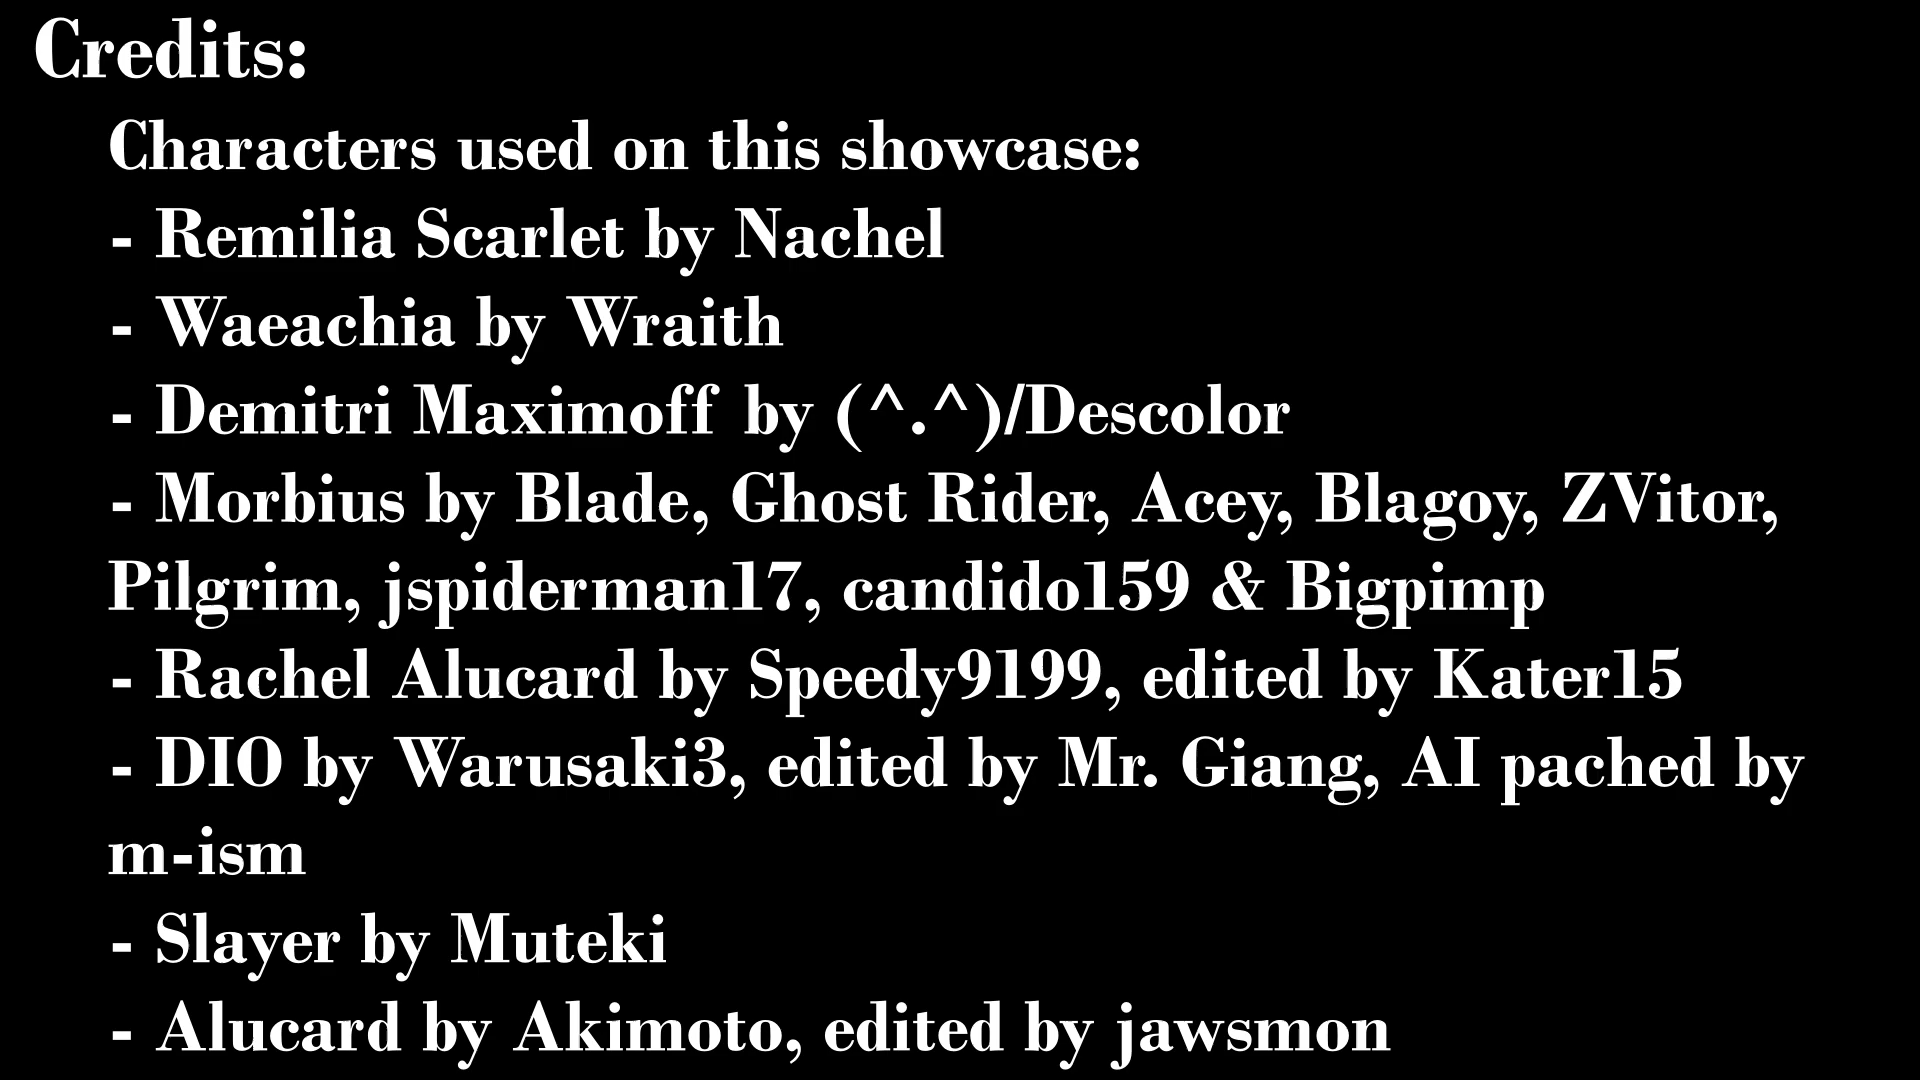 Credits:
Characters used on this showcase:
- Remilia Scarlet by Nachel
- Waeachia by Wraith
- Demitri Maximoff by (^.^)/Descolor
- Morbius by Blade, Ghost Rider, Acey, Blagoy, ZVitor,
Pilgrim, jspiderman17, candido159 & Bigpimp
- Rachel Alucard by Speedy9199, edited by Kater15
- DIO by Warusaki3, edited by Mr. Giang, AI pached by
m-ism
- Slayer by Muteki
- Alucard by Akimoto, edited by jawsmon